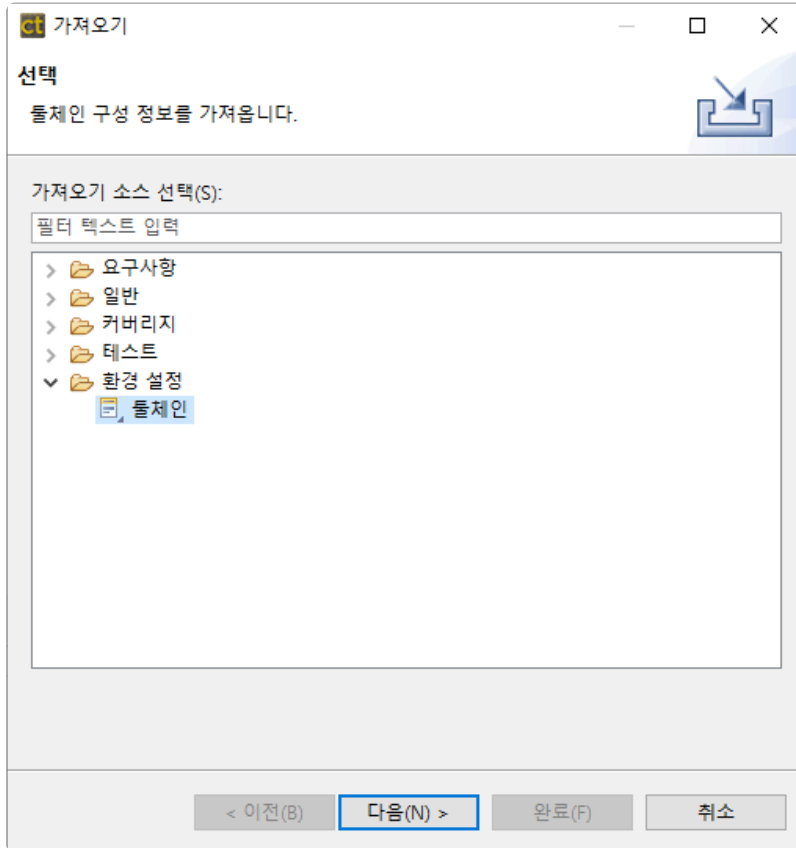 ct 가져오기
선택
툴체인 구성 정보를 가져옵니다.
가져오기 소스 선택(S):
필터 텍스트 입력
요구사항
일반
커버리지
테스트
환경 설정
툴체인
< 이전(B) 다음(N) > 완료(F) 취소